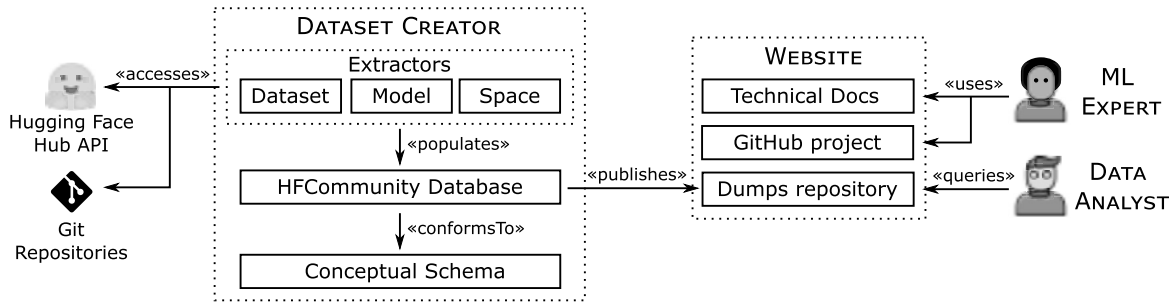 DATASET CREATOR
Extractors
Dataset
Model
Space
«accesses»
Hugging Face
Hub API
Git
Repositories
«populates»
HFCommunity Database
«conformsTo»
Conceptual Schema
«publishes»
WEBSITE
Technical Docs
GitHub project
Dumps repository
«uses»
ML
EXPERT
«queries»
DATA
ANALYST